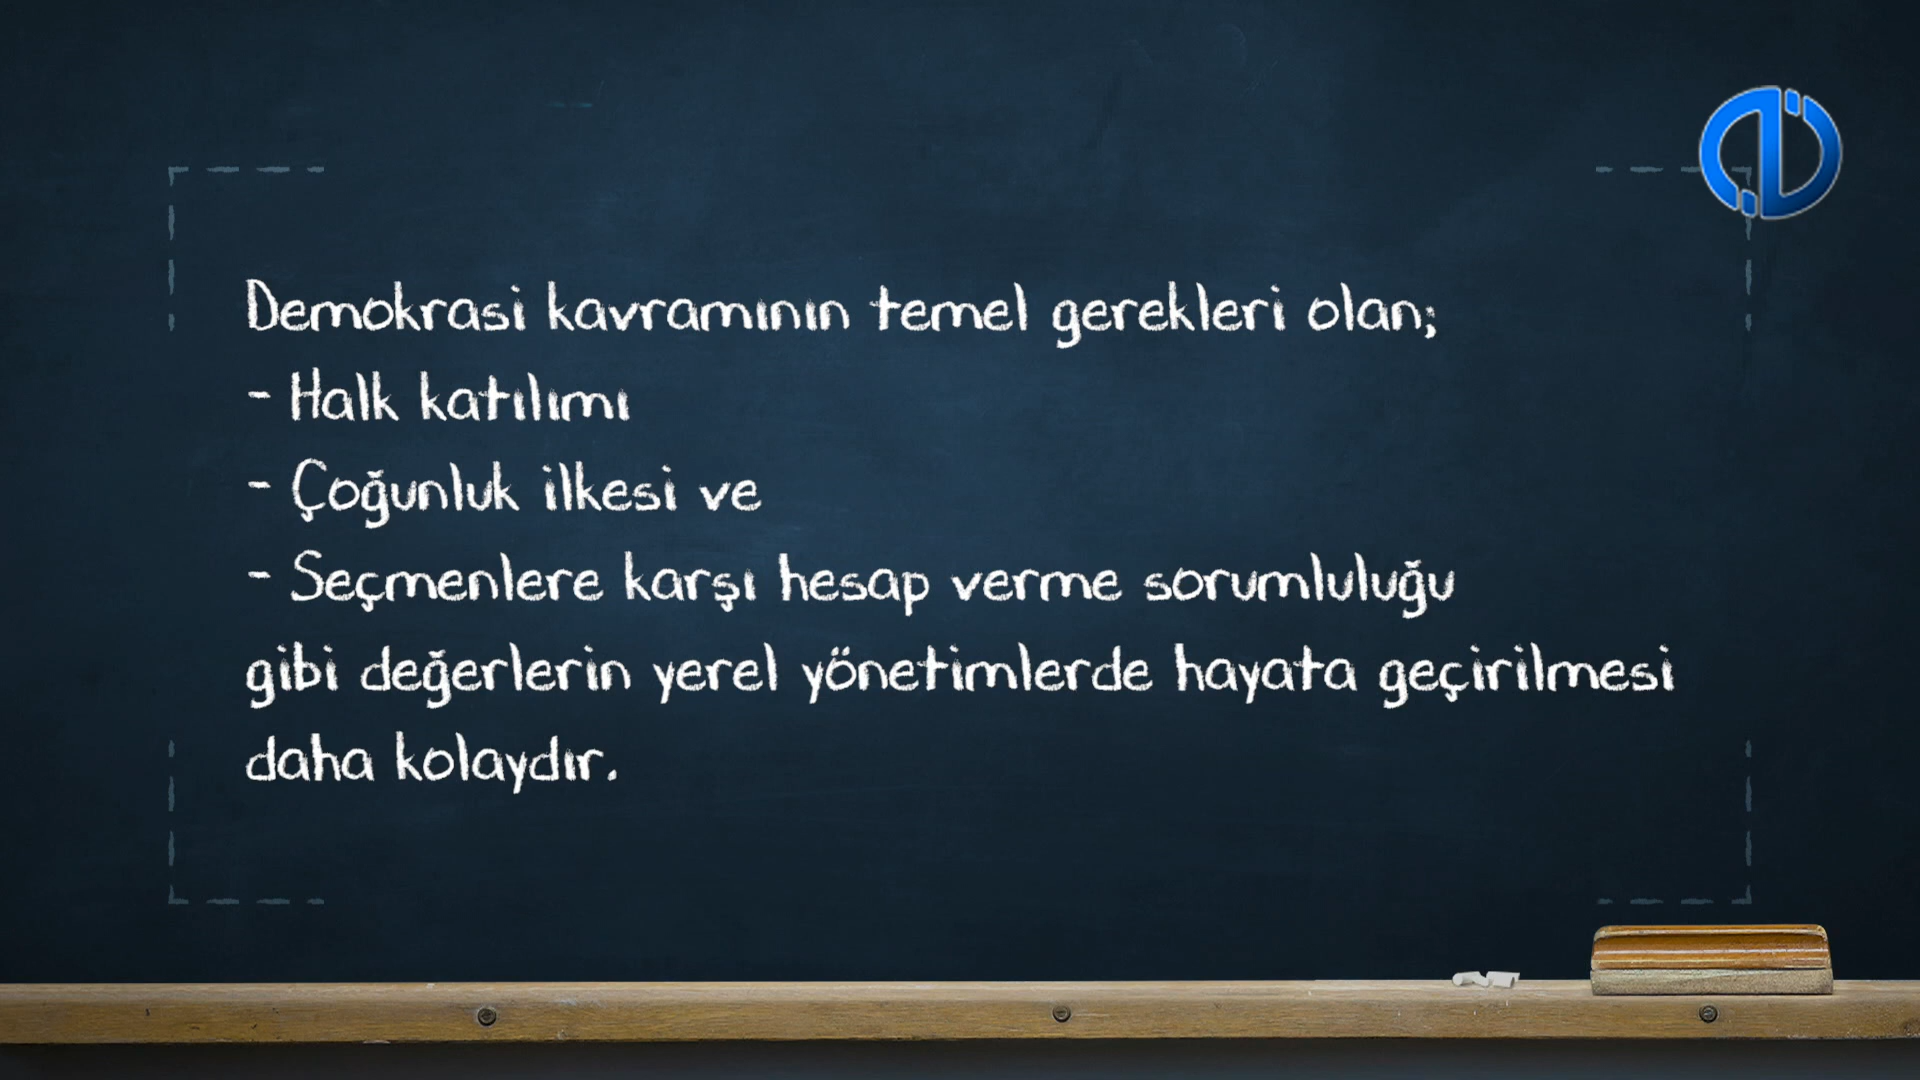 Demokrasi kavramının temel gerekleri olan;
- Halk katılımı
- Çoğunluk ilkesi ve
- Seçmenlere karşı hesap verme sorumluluğu
gibi değerlerin yerel yönetimlerde hayata geçirilmesi
daha kolaydır.